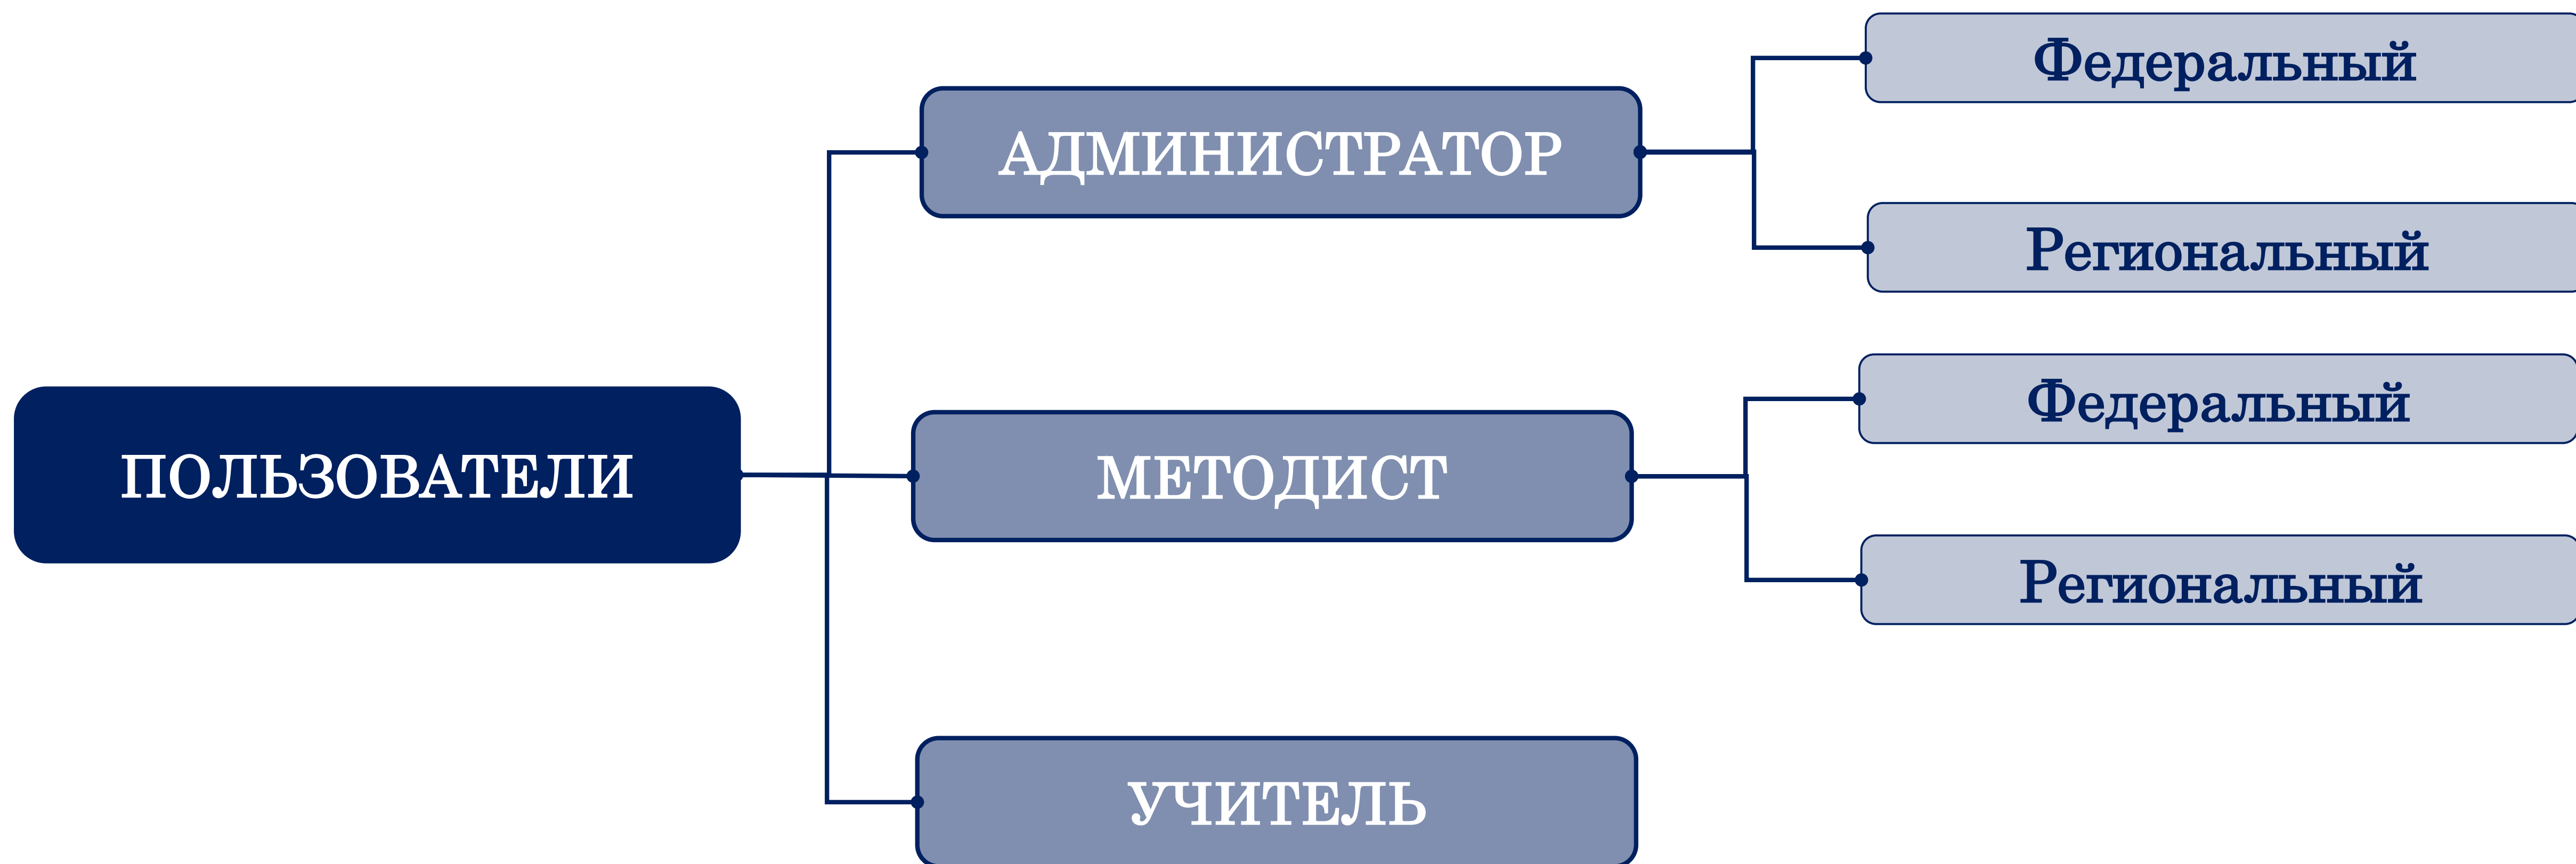 ПОЛЬЗОВАТЕЛИ
АДМИНИСТРАТОР
Федеральный
Региональный
МЕТОДИСТ
Федеральный
Региональный
УЧИТЕЛЬ